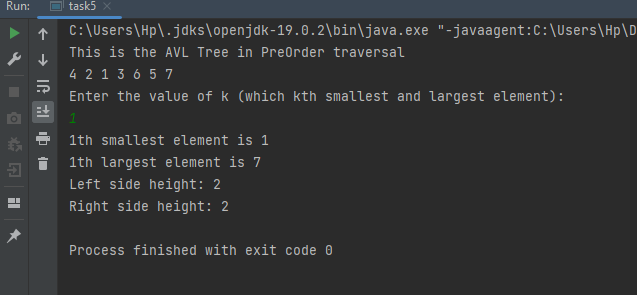 Run: task5 ×
C:\Users\Hp\.jdks\openjdk-19.0.2\bin\java.exe "-javaagent:C:\Users\Hp\D
This is the AVL Tree in PreOrder traversal
4 2 1 3 6 5 7
Enter the value of k (which kth smallest and largest element):
1
1th smallest element is 1
1th largest element is 7
Left side height: 2
Right side height: 2
Process finished with exit code 0